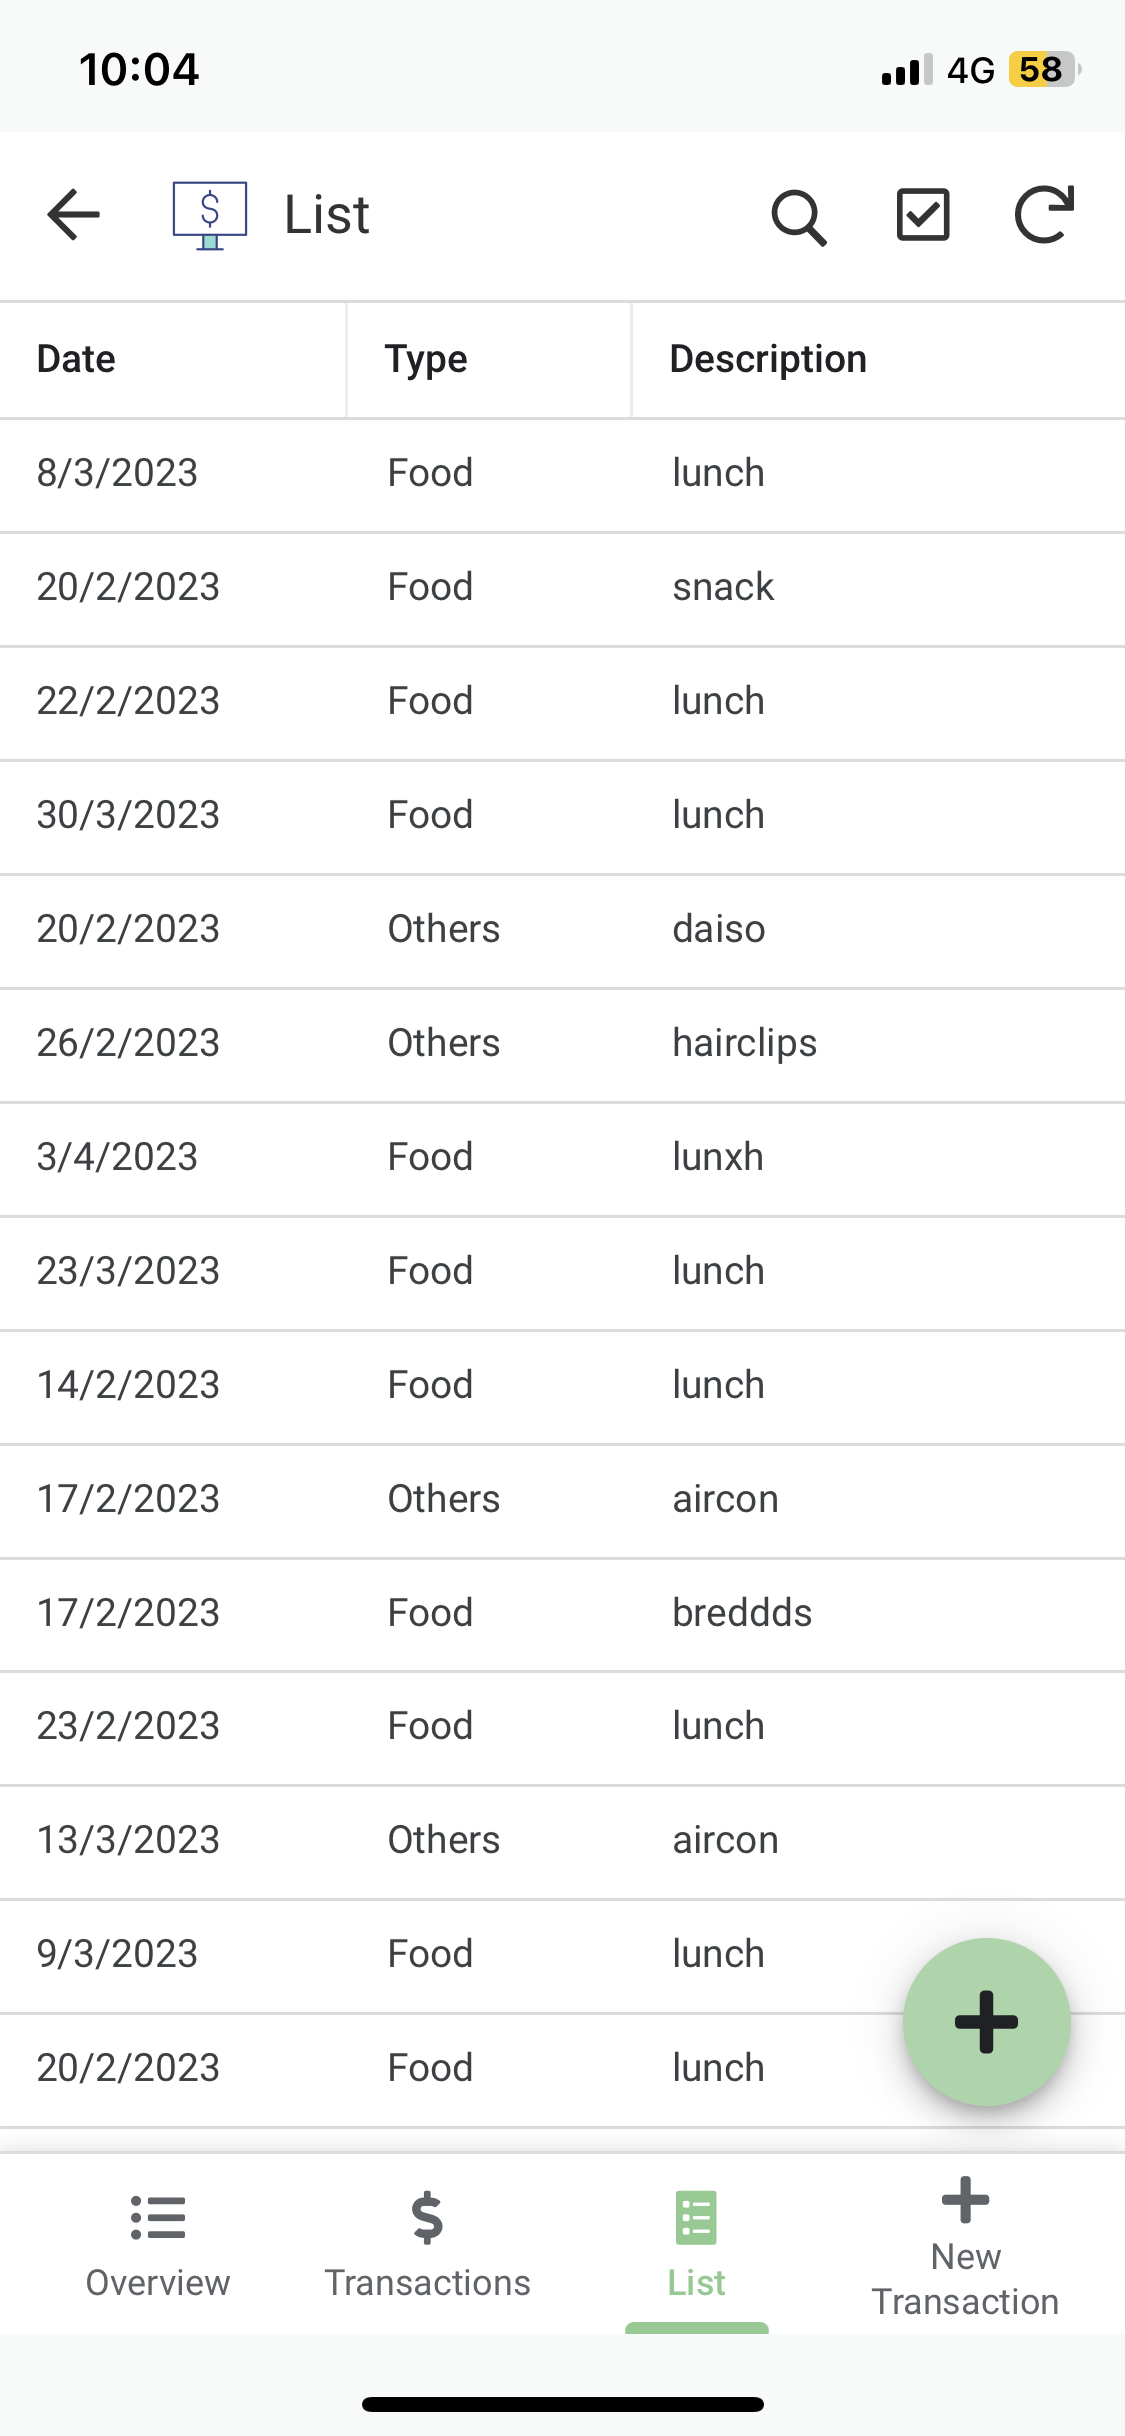 10:04 4G 58
$ List
Date Type Description
8/3/2023 Food lunch
20/2/2023 Food snack
22/2/2023 Food lunch
30/3/2023 Food lunch
20/2/2023 Others daiso
26/2/2023 Others hairclips
3/4/2023 Food lunxh
23/3/2023 Food lunch
14/2/2023 Food lunch
17/2/2023 Others aircon
17/2/2023 Food breddds
23/2/2023 Food lunch
13/3/2023 Others aircon
9/3/2023 Food lunch
20/2/2023 Food lunch
Overview Transactions List New
Transaction